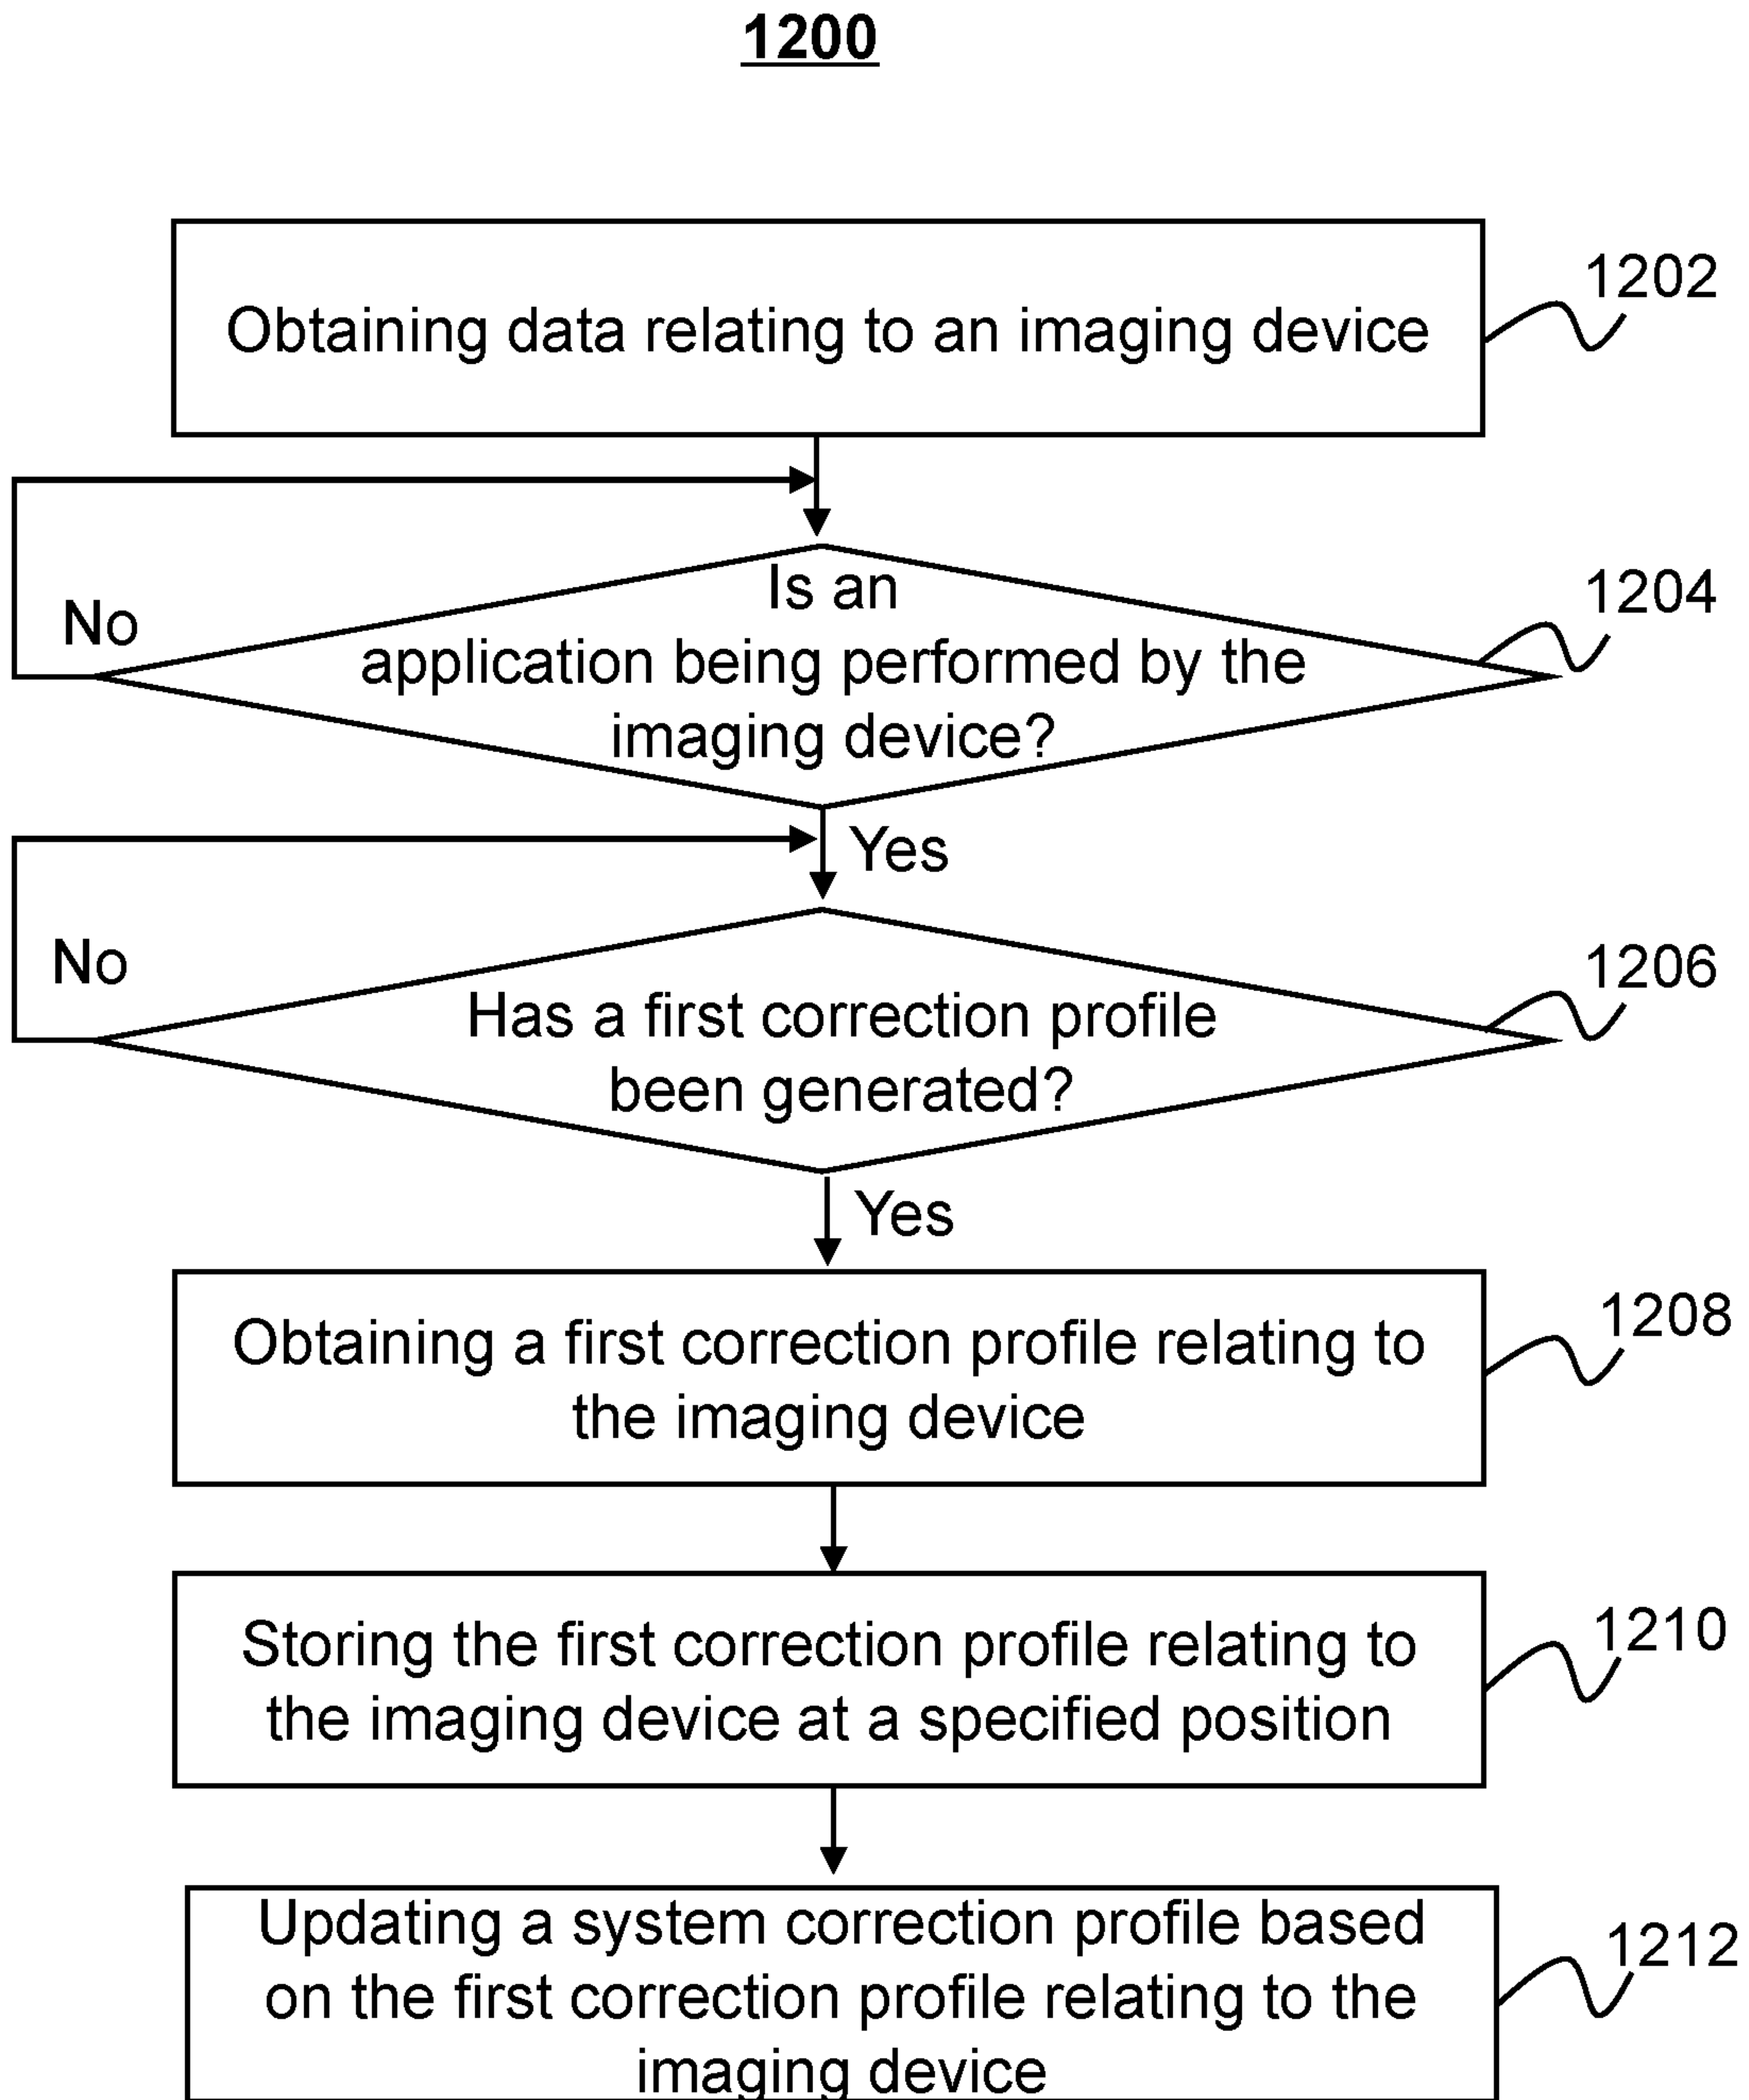 1200
Obtaining data relating to an imaging device
1202
Is an
application being performed by the
imaging device?
1204
No
Yes
Has a first correction profile
been generated?
1206
No
Yes
Obtaining a first correction profile relating to
the imaging device
1208
Storing the first correction profile relating to
the imaging device at a specified position
1210
Updating a system correction profile based
on the first correction profile relating to the
imaging device
1212